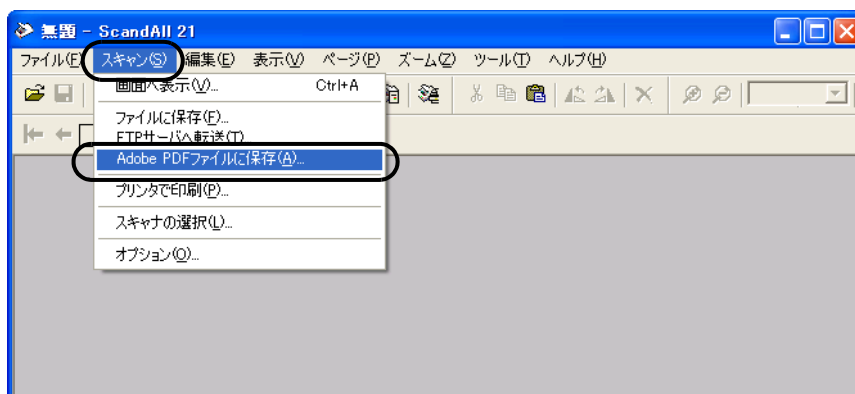 無題 - ScandAll 21
ファイル(F) スキャン(S) 編集(E) 表示(V) ページ(P) ズーム(Z) ツール(T) ヘルプ(H)
画面へ表示(V)... Ctrl+A
ファイルに保存(F)...
FTPサーバへ転送(T)
Adobe PDFファイルに保存(A)...
プリンタで印刷(P)...
スキャナの選択(L)...
オプション(O)...